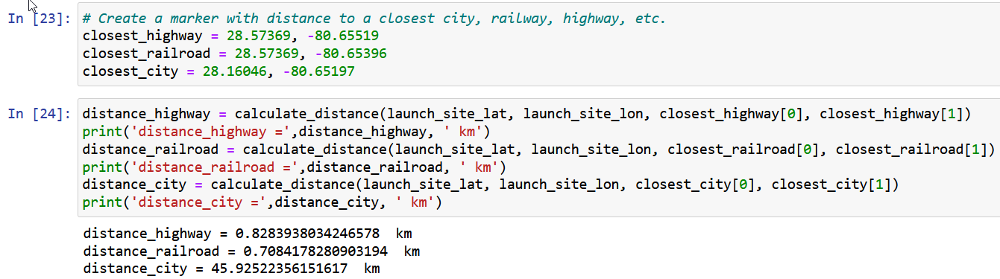 In [23]: # Create a marker with distance to a closest city, railway, highway, etc.
closest_highway = 28.57369, -80.65519
closest_railroad = 28.57369, -80.65396
closest_city = 28.16046, -80.65197
In [24]: distance_highway = calculate_distance(launch_site_lat, launch_site_lon, closest_highway[0], closest_highway[1])
print('distance_highway =',distance_highway, ' km')
distance_railroad = calculate_distance(launch_site_lat, launch_site_lon, closest_railroad[0], closest_railroad[1])
print('distance_railroad =',distance_railroad, ' km')
distance_city = calculate_distance(launch_site_lat, launch_site_lon, closest_city[0], closest_city[1])
print('distance_city =',distance_city, ' km')
distance_highway = 0.8283938034246578  km
distance_railroad = 0.7084178280903194  km
distance_city = 45.92522356151617  km